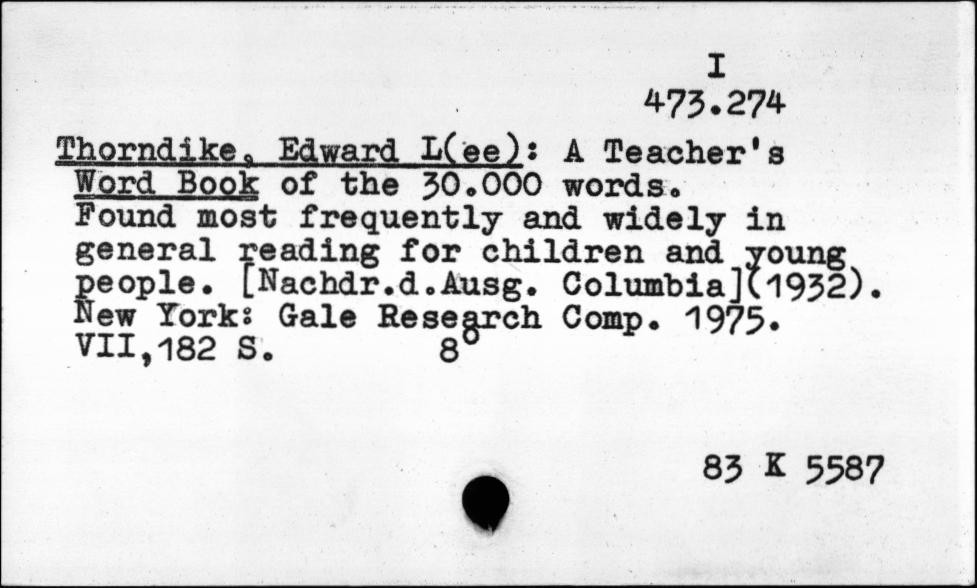 I
473.274
Thorndike, Edward L(ee): A Teacher's
Word Book of the 30.000 words.
Found most frequently and widely in
general reading for children and young
people. [Nachdr.d.Ausg. Columbia](1932).
New York: Gale Research Comp. 1975.
VII,182 S. 8°
83 K 5587